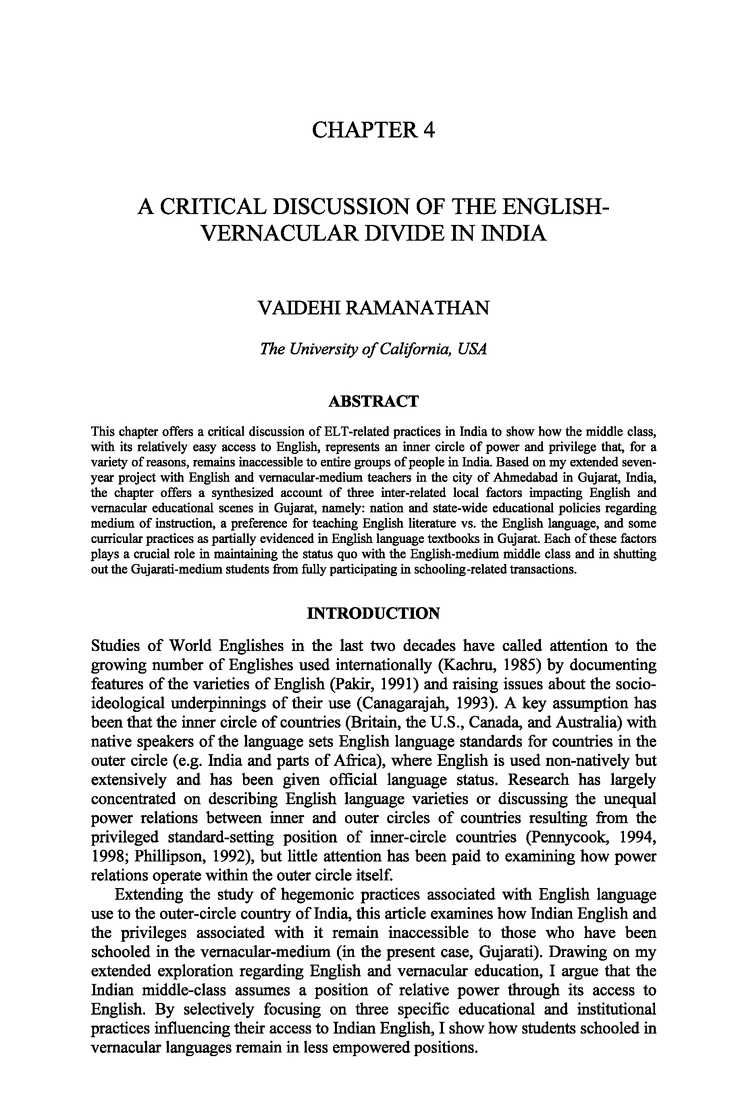 CHAPTER 4
A CRITICAL DISCUSSION OF THE ENGLISH-
VERNACULAR DIVIDE IN INDIA
VAIDEHI RAMANATHAN
The University of California, USA
ABSTRACT
This chapter offers a critical discussion of ELT-related practices in India to show how the middle class,
with its relatively easy access to English, represents an inner circle of power and privilege that, for a
variety of reasons, remains inaccessible to entire groups of people in India. Based on my extended seven-
year project with English and vernacular-medium teachers in the city of Ahmedabad in Gujarat, India,
the chapter offers a synthesized account of three inter-related local factors impacting English and
vernacular educational scenes in Gujarat, namely: nation and state-wide educational policies regarding
medium of instruction, a preference for teaching English literature vs. the English language, and some
curricular practices as partially evidenced in English language textbooks in Gujarat. Each of these factors
plays a crucial role in maintaining the status quo with the English-medium middle class and in shutting
out the Gujarati-medium students from fully participating in schooling-related transactions.
INTRODUCTION
Studies of World Englishes in the last two decades have called attention to the
growing number of Englishes used internationally (Kachru, 1985) by documenting
features of the varieties of English (Pakir, 1991) and raising issues about the socio-
ideological underpinnings of their use (Canagarajah, 1993). A key assumption has
been that the inner circle of countries (Britain, the U.S., Canada, and Australia) with
native speakers of the language sets English language standards for countries in the
outer circle (e.g. India and parts of Africa), where English is used non-natively but
extensively and has been given official language status. Research has largely
concentrated on describing English language varieties or discussing the unequal
power relations between inner and outer circles of countries resulting from the
privileged standard-setting position of inner-circle countries (Pennycook, 1994,
1998; Phillipson, 1992), but little attention has been paid to examining how power
relations operate within the outer circle itself.
Extending the study of hegemonic practices associated with English language
use to the outer-circle country of India, this article examines how Indian English and
the privileges associated with it remain inaccessible to those who have been
schooled in the vernacular-medium (in the present case, Gujarati). Drawing on my
extended exploration regarding English and vernacular education, I argue that the
Indian middle-class assumes a position of relative power through its access to
English. By selectively focusing on three specific educational and institutional
practices influencing their access to Indian English, I show how students schooled in
vernacular languages remain in less empowered positions.